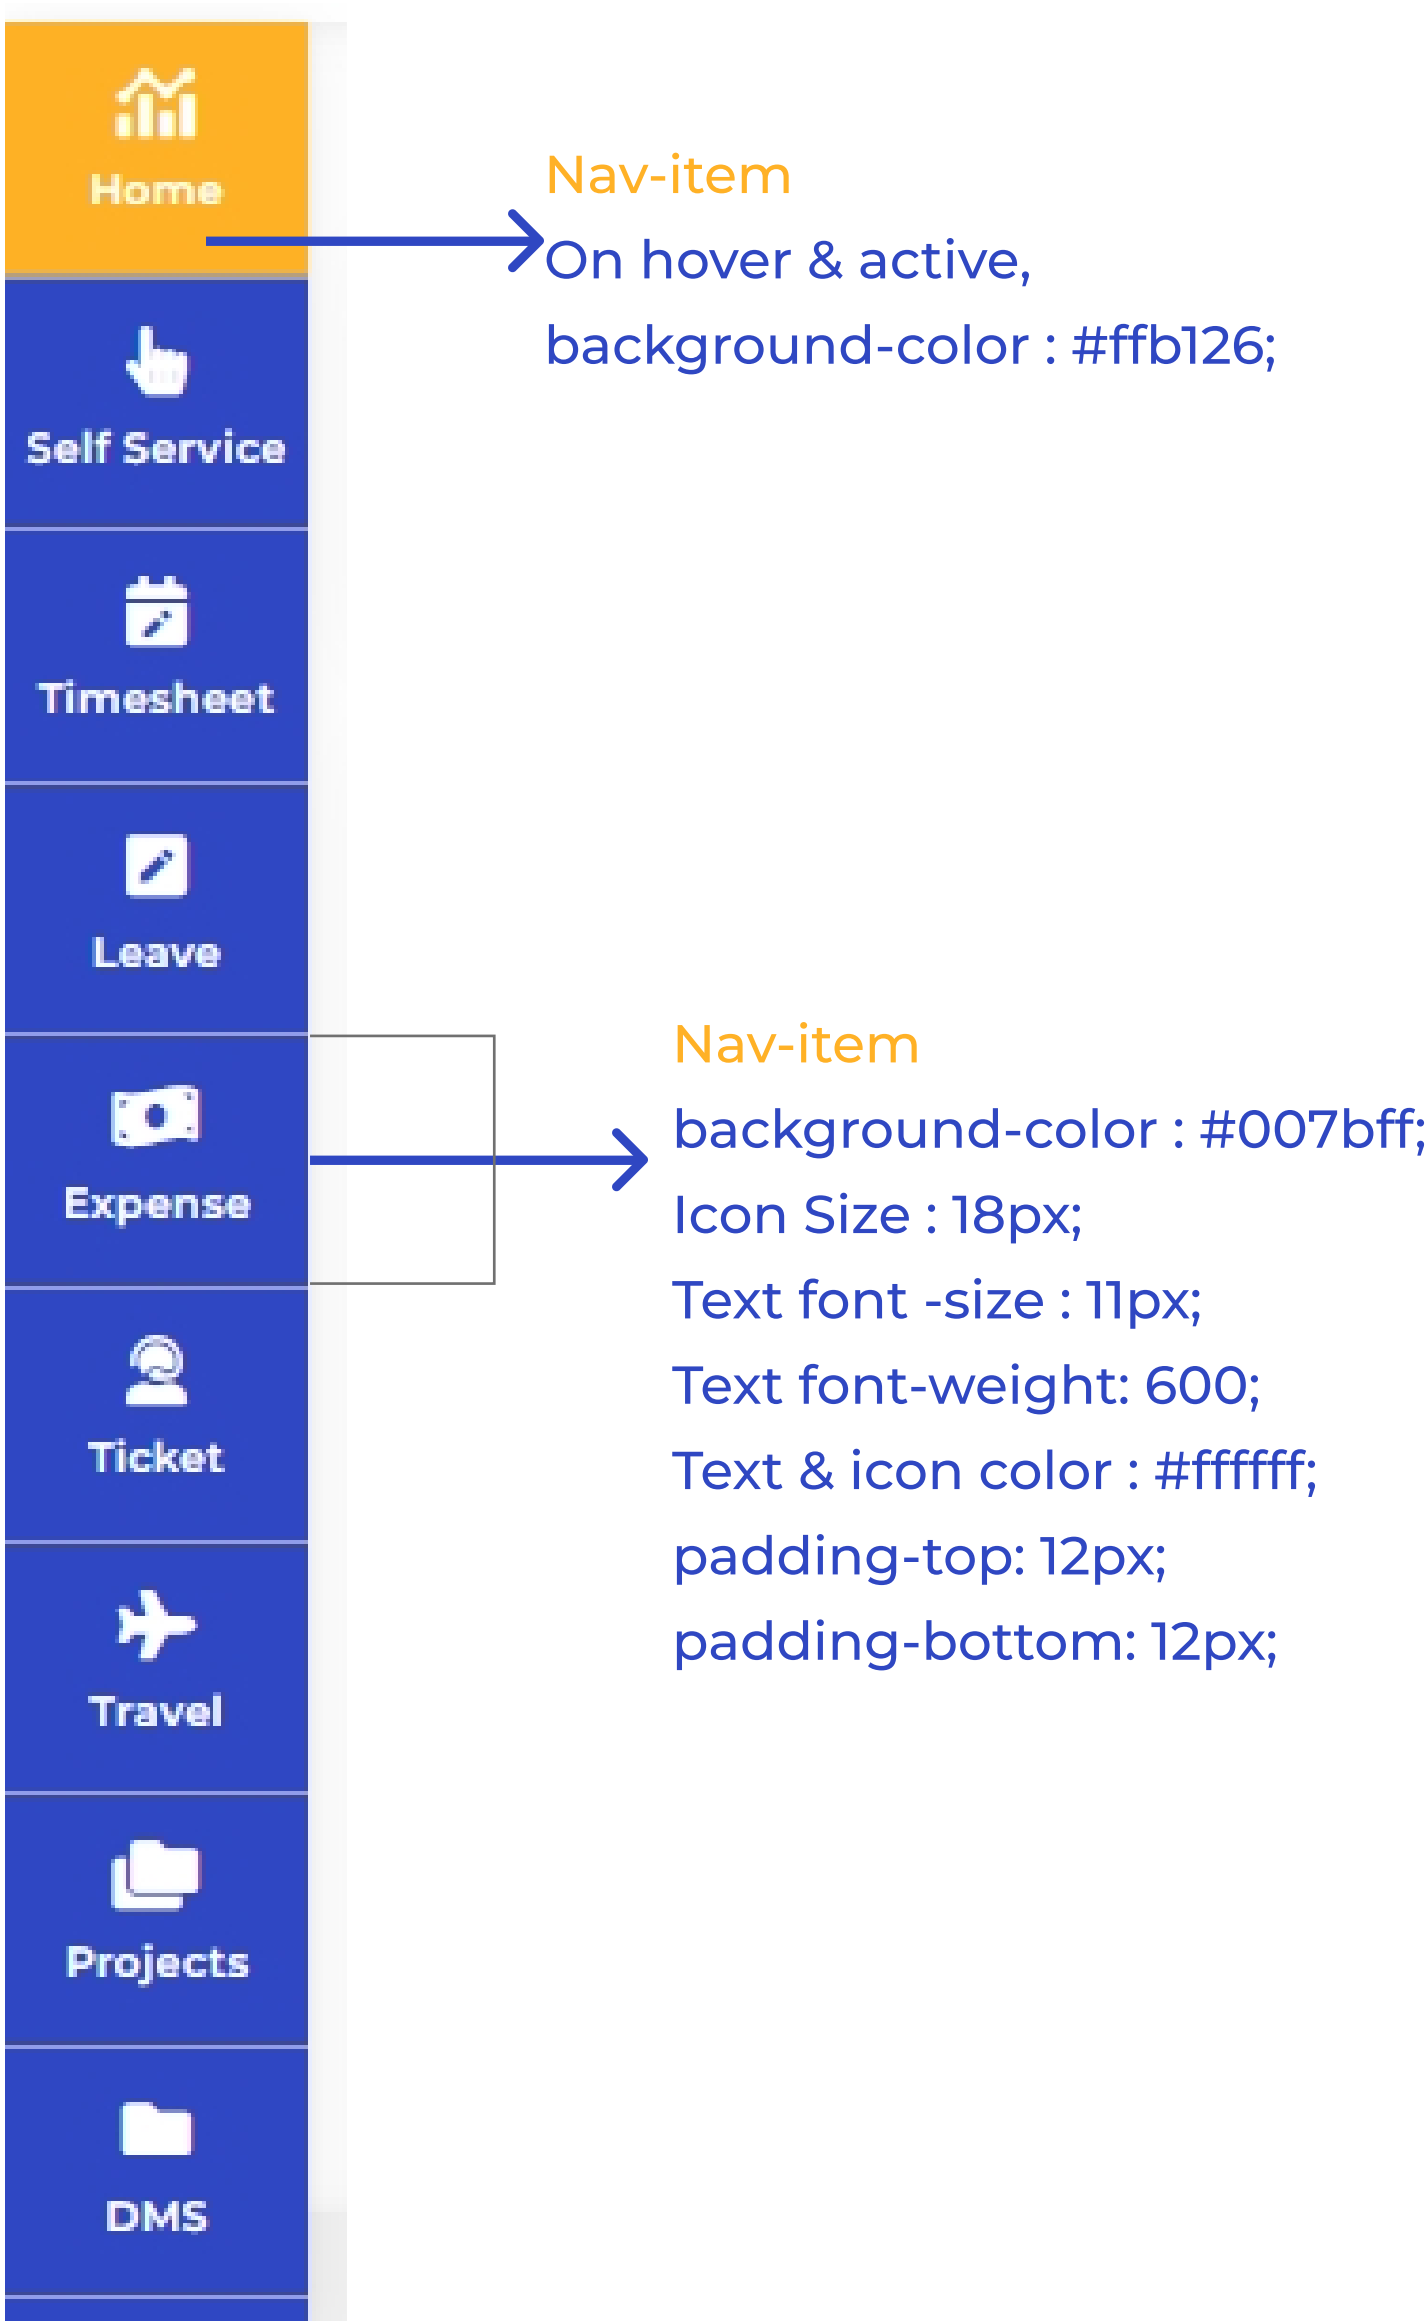 Home
Self Service
Timesheet
Leave
Expense
Ticket
Travel
Projects
DMS
Nav-item
On hover & active,
background-color : #ffb126;
Nav-item
background-color : #007bff;
Icon Size : 18px;
Text font -size : 11px;
Text font-weight: 600;
Text & icon color : #ffffff;
padding-top: 12px;
padding-bottom: 12px;